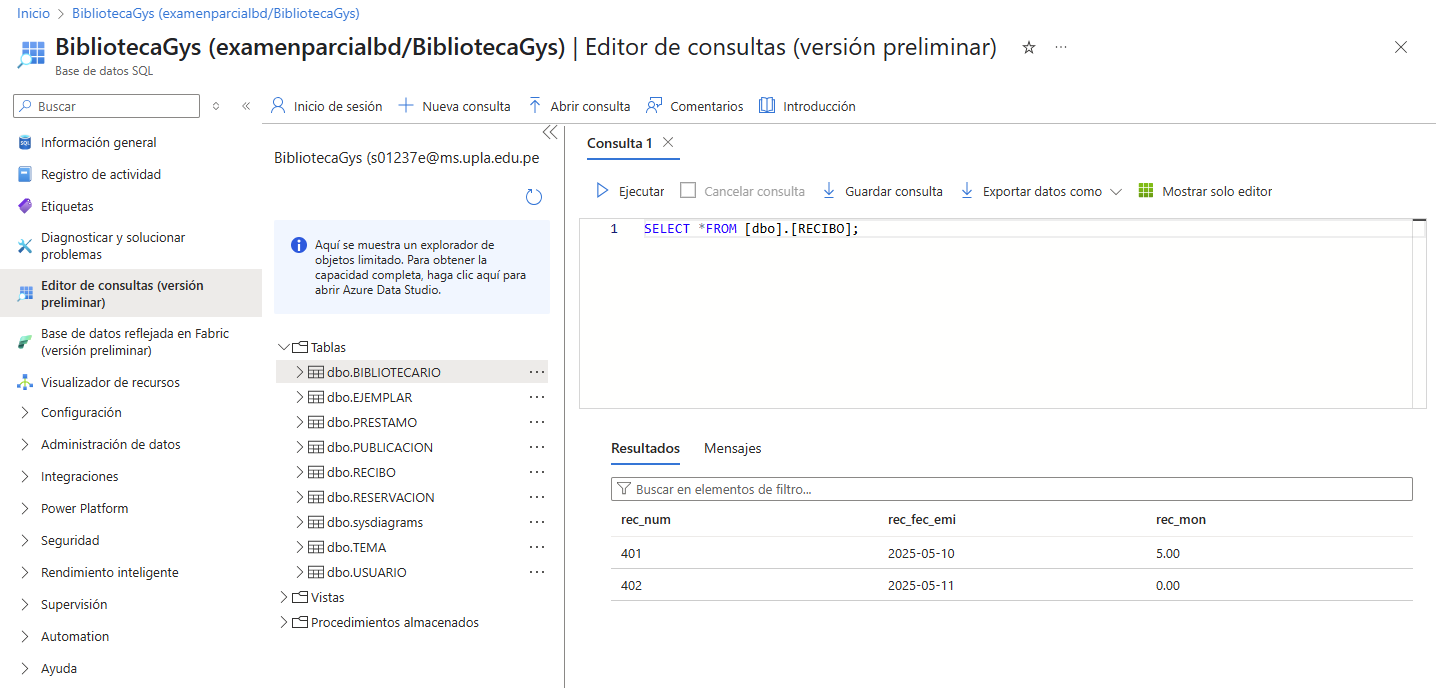 Inicio > BibliotecaGys (examenparcialbd/BibliotecaGys)
BibliotecaGys (examenparcialbd/BibliotecaGys) | Editor de consultas (versión preliminar)
Base de datos SQL
Buscar
Información general
Registro de actividad
Etiquetas
Diagnosticar y solucionar
problemas
Editor de consultas (versión
preliminar)
Base de datos reflejada en Fabric
(versión preliminar)
Visualizador de recursos
Configuración
Administración de datos
Integraciones
Power Platform
Seguridad
Rendimiento inteligente
Supervisión
Automation
Ayuda
Inicio de sesión Nueva consulta Abrir consulta Comentarios Introducción
BibliotecaGys (s01237e@ms.upla.edu.pe
Aquí se muestra un explorador de
objetos limitado. Para obtener la
capacidad completa, haga clic aquí para
abrir Azure Data Studio.
Tablas
dbo.BIBLIOTECARIO
dbo.EJEMPLAR
dbo.PRESTAMO
dbo.PUBLICACION
dbo.RECIBO
dbo.RESERVACION
dbo.sysdiagrams
dbo.TEMA
dbo.USUARIO
Vistas
Procedimientos almacenados
Consulta 1
Ejecutar Cancelar consulta Guardar consulta Exportar datos como Mostrar solo editor
1 SELECT *FROM [dbo].[RECIBO];
Resultados Mensajes
Buscar en elementos de filtro...
rec_num rec_fec_emi rec_mon
401 2025-05-10 5.00
402 2025-05-11 0.00